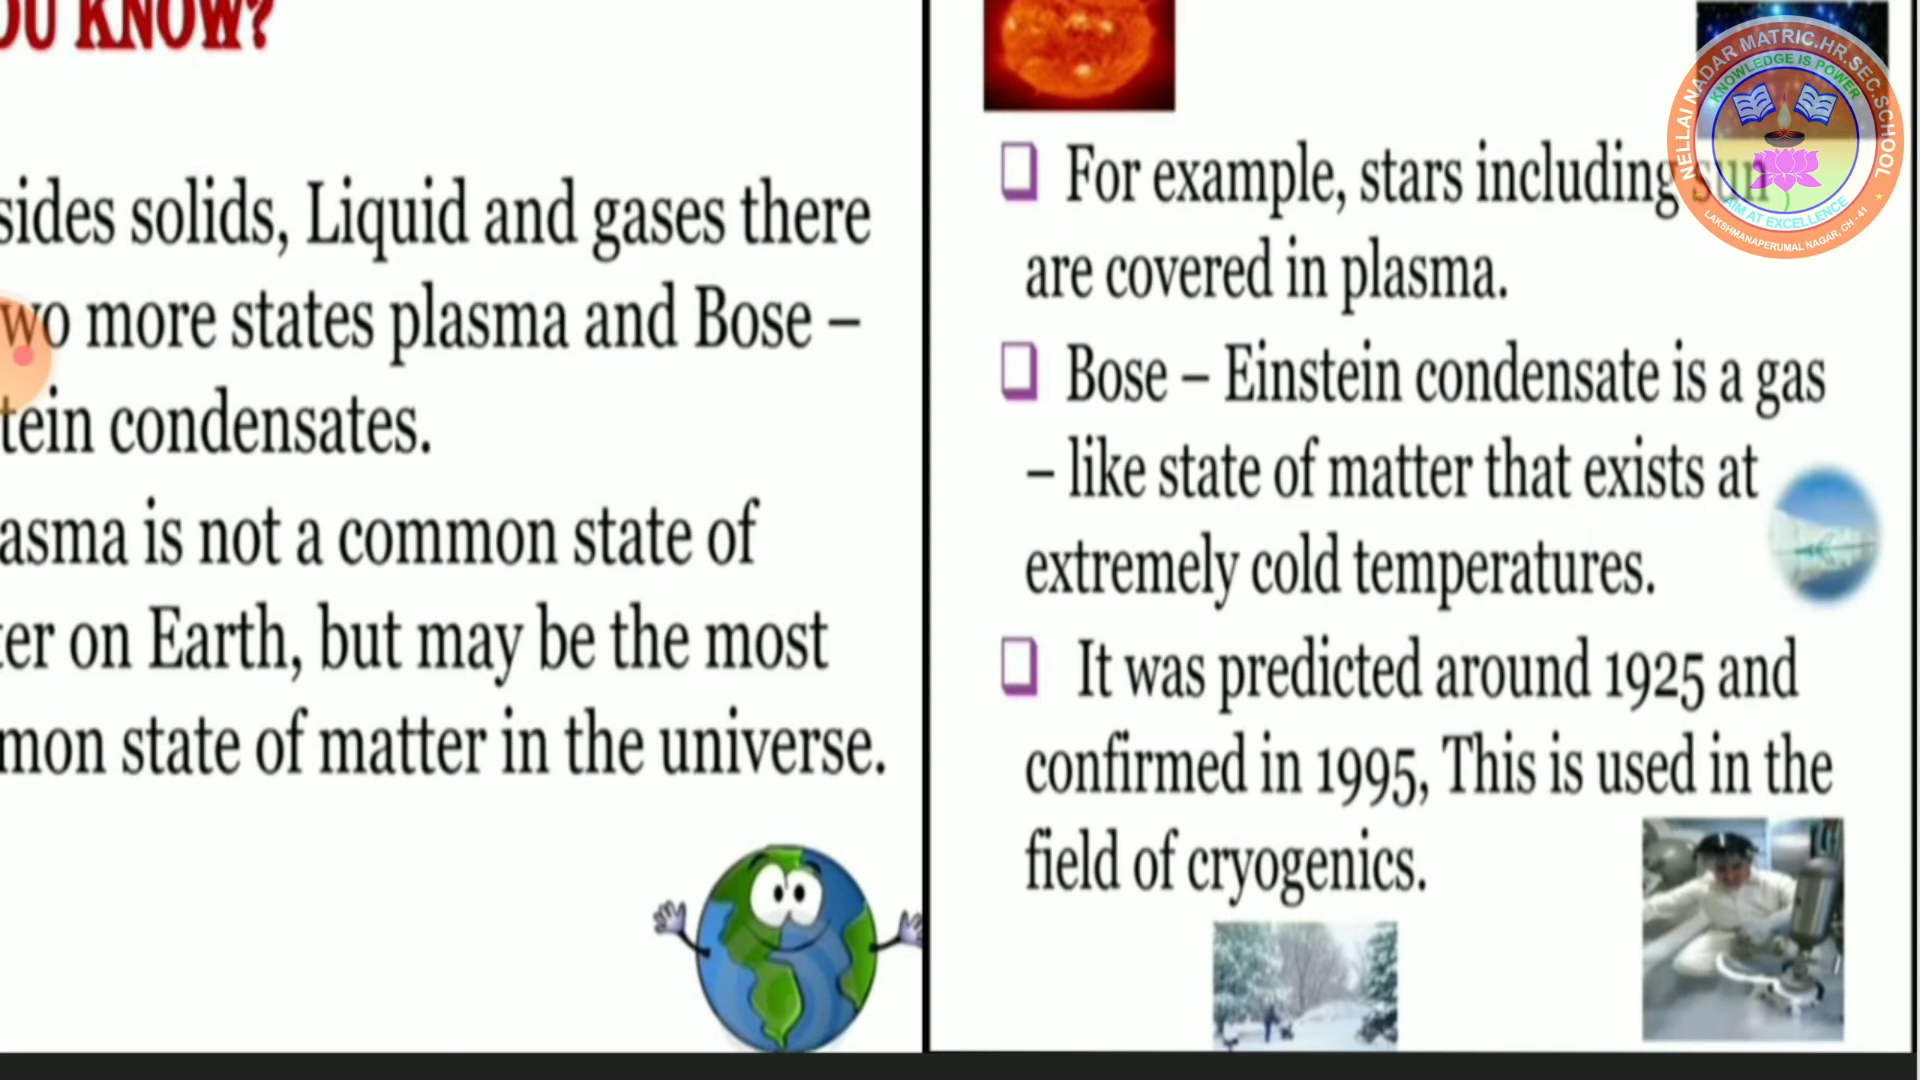 OU KNOW?
sides solids, Liquid and gases there
wo more states plasma and Bose –
tein condensates.
asma is not a common state of
ter on Earth, but may be the most
mon state of matter in the universe.
❑ For example, stars including sun
are covered in plasma.
❑ Bose – Einstein condensate is a gas
– like state of matter that exists at
extremely cold temperatures.
❑ It was predicted around 1925 and
confirmed in 1995, This is used in the
field of cryogenics.
NELLAI NADAR MATRIC.HR.SEC.SCHOOL
KNOWLEDGE IS POWER
AIM AT EXCELLENCE
LAKSHMANAPERUMAL NAGAR, CH - 41